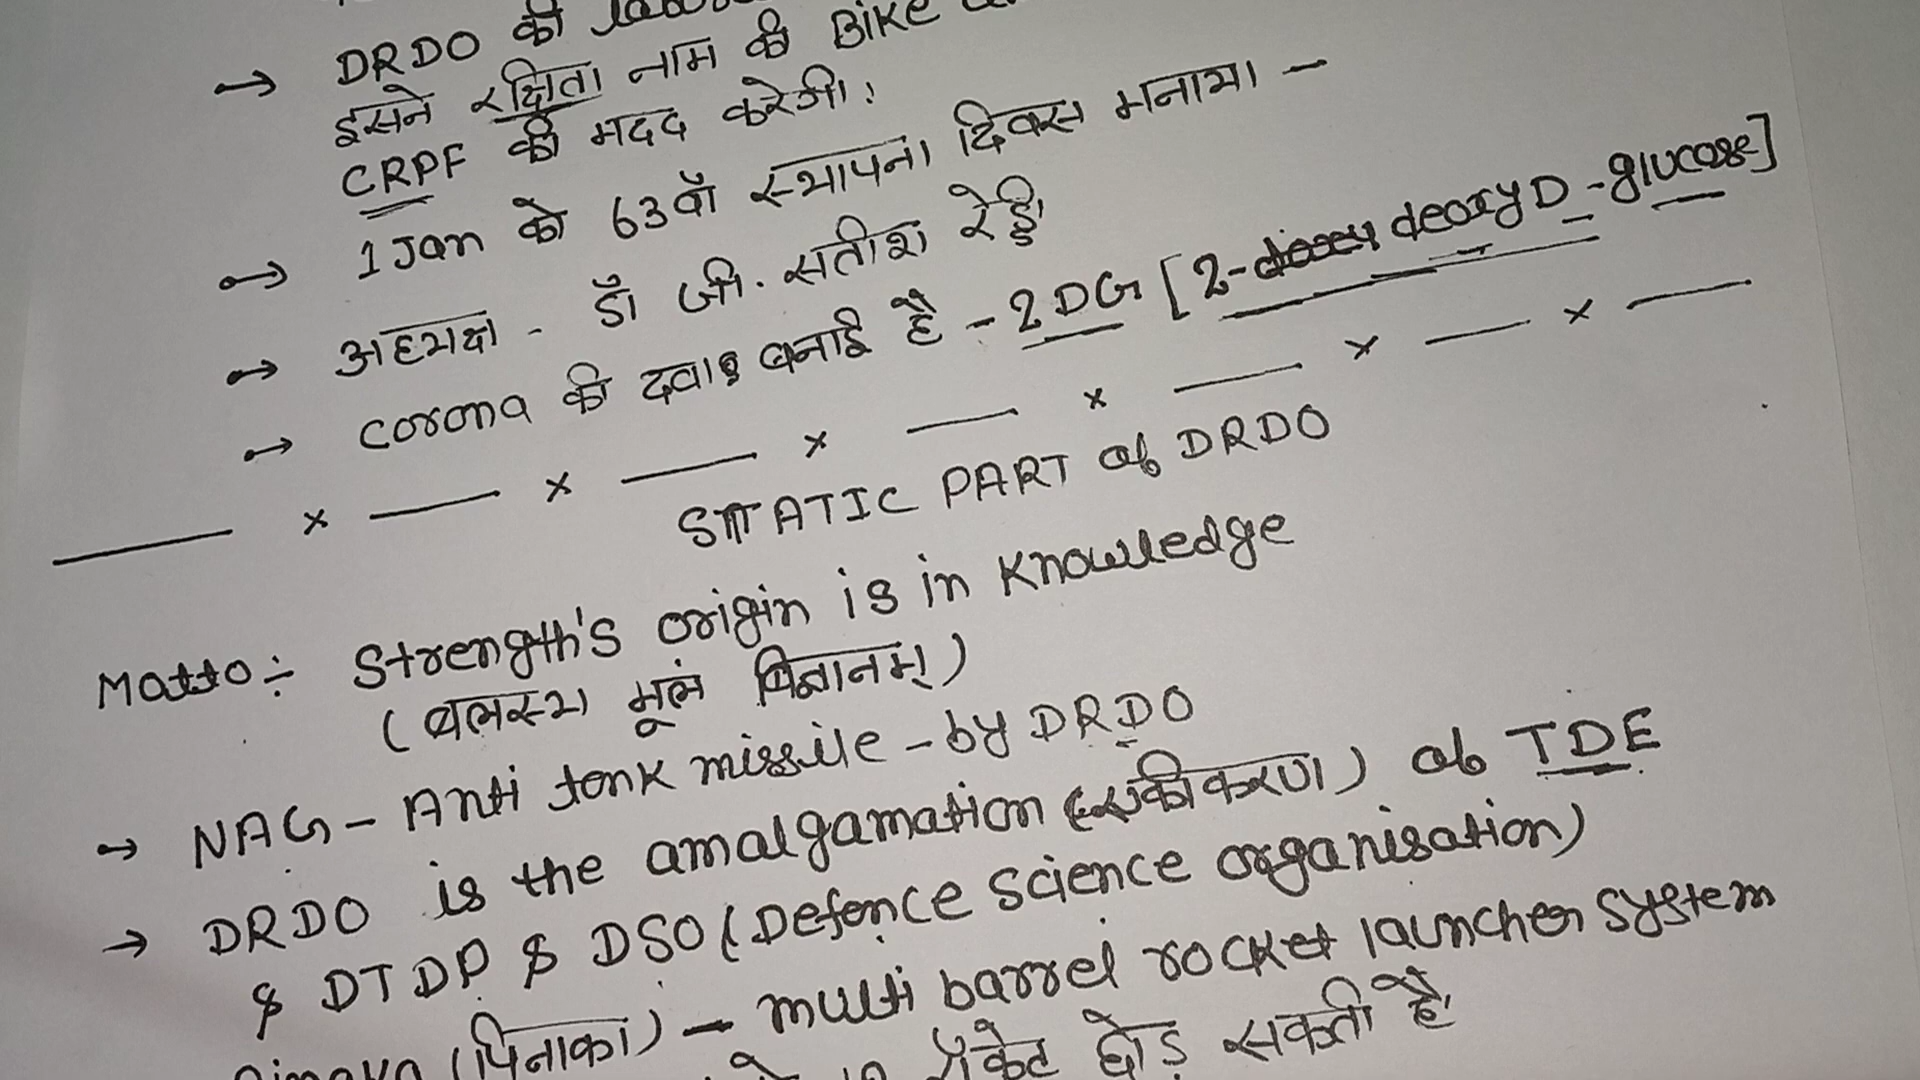 → DRDO की
इसने रक्षिता नाम की Bike
CRPF की मदद करेगी।
→ 1 Jan को 63वाँ स्थापना दिवस मनाया –
→ अध्यक्ष - डॉ जी. सतीश रेड्डी
→ corona की दवाई बनाई है - 2DG [2-deoxy D-glucose]
— × — × — × — × — × — × —
STATIC PART of DRDO
Motto :- Strength's origin is in Knowledge
(बलस्य मूलं विज्ञानम्)
→ NAG - Anti tank missile - by DRDO
→ DRDO is the amalgamation (एकीकरण) of TDE
& DTDP & DSO (Defence science organisation)
(पिनाका) - multi barrel rocket launcher system
रॉकेट छोड़ सकती है